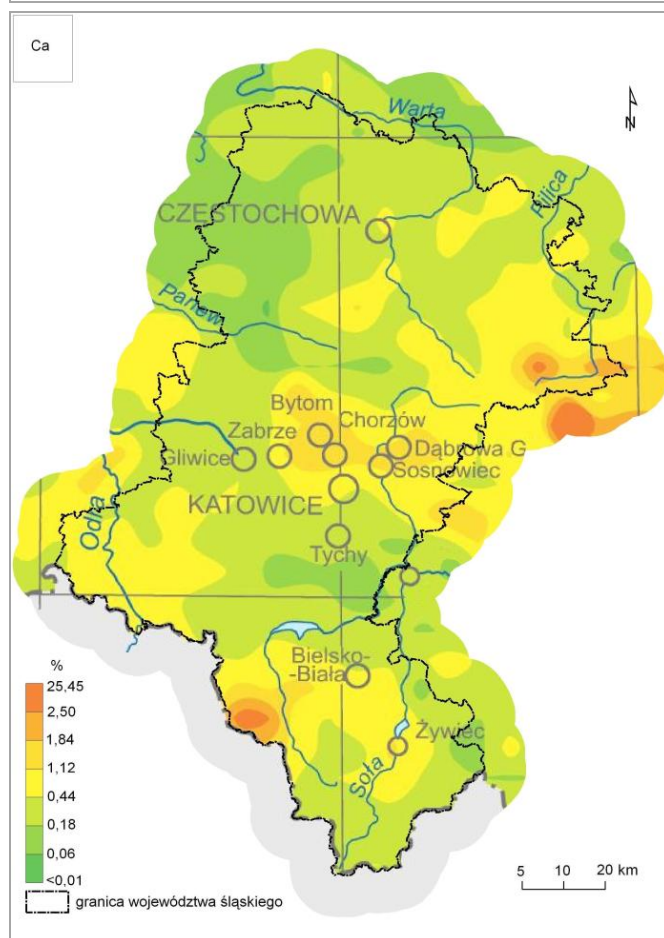 Ca
N
Warta
Pilica
CZĘSTOCHOWA
Panew
Bytom
Chorzów
Zabrze
Dąbrowa G
Gliwice
Sosnowiec
KATOWICE
Odra
Tychy
Bielsko-
-Biała
Żywiec
Soła
%
25,45
2,50
1,84
1,12
0,44
0,18
0,06
<0,01
5 10 20 km
granica województwa śląskiego